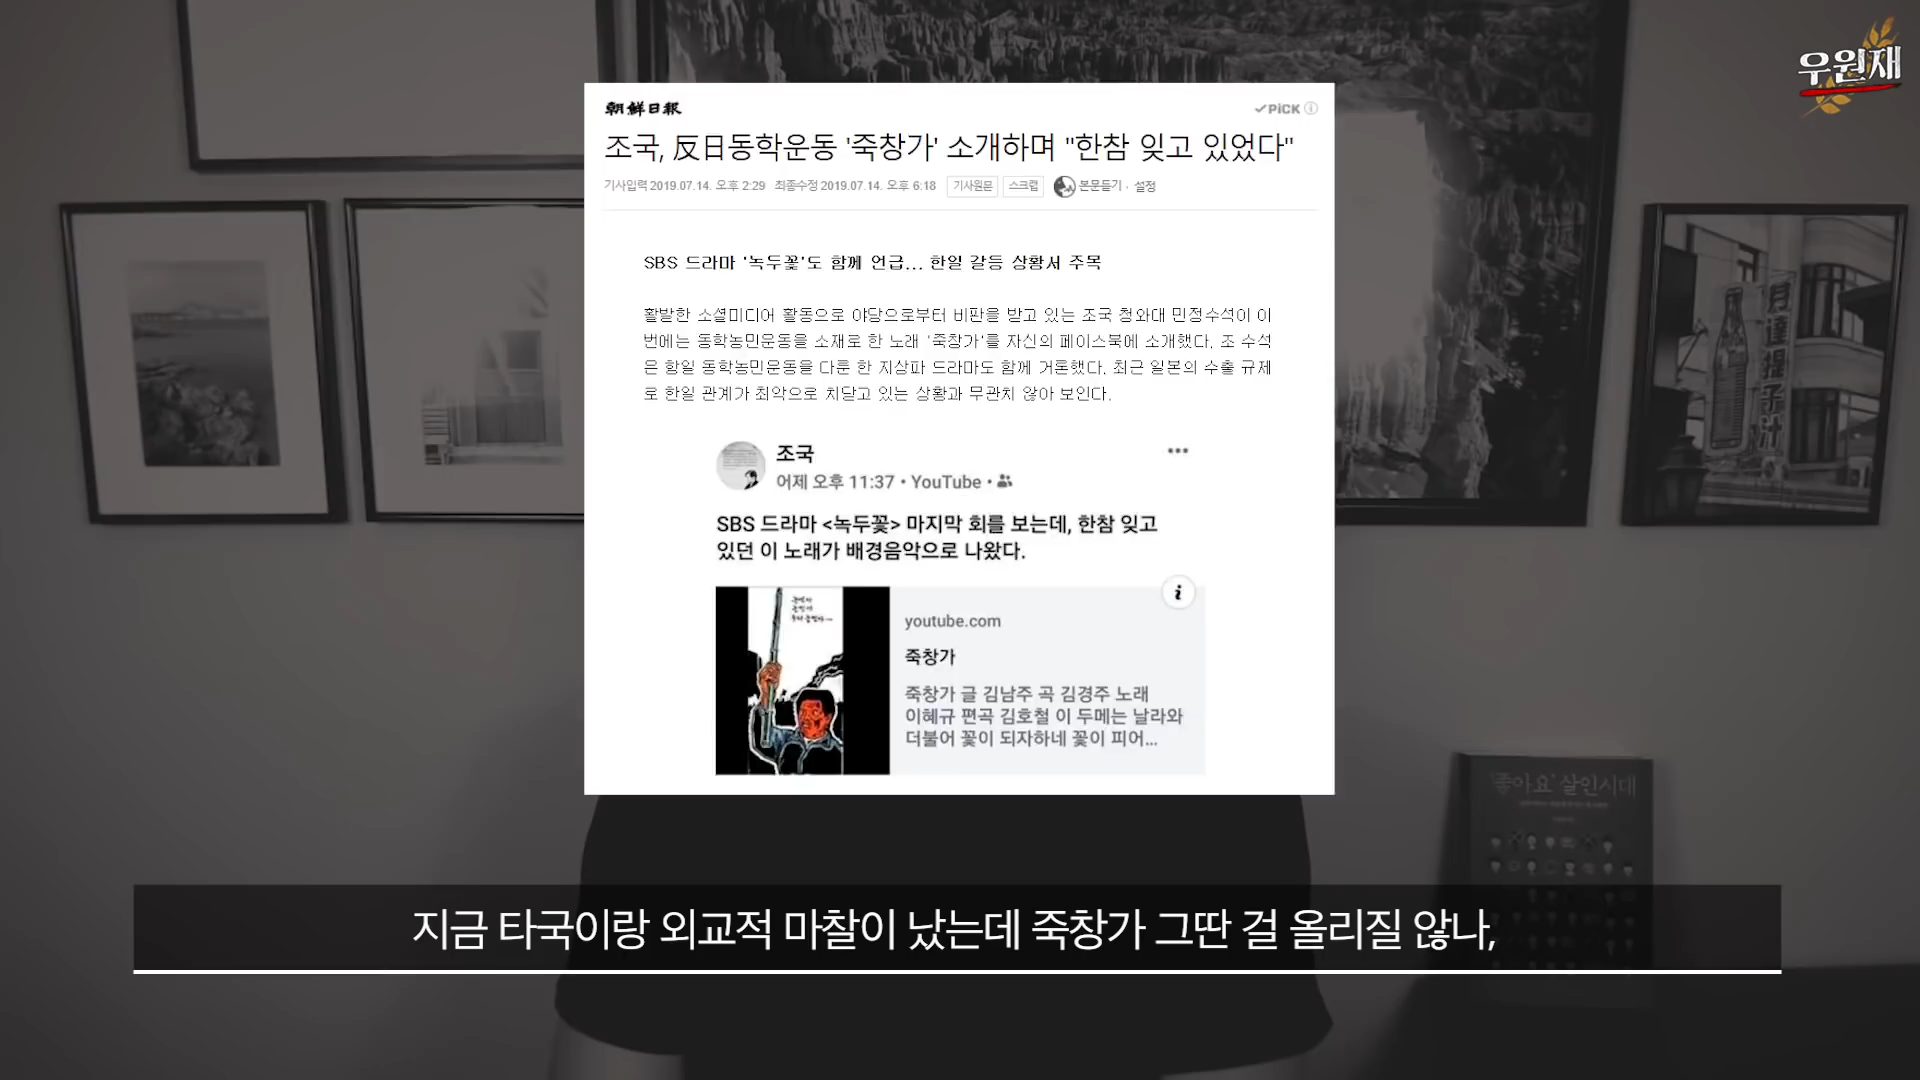 우원재
朝鮮日報
✓PiCK
조국, 反日동학운동 '죽창가' 소개하며 "한참 잊고 있었다"
기사입력 2019.07.14. 오후 2:29 최종수정 2019.07.14. 오후 6:18 기사원문 스크랩 본문듣기 · 설정
SBS 드라마 '녹두꽃'도 함께 언급... 한일 갈등 상황서 주목
활발한 소셜미디어 활동으로 야당으로부터 비판을 받고 있는 조국 청와대 민정수석이 이
번에는 동학농민운동을 소재로 한 노래 '죽창가'를 자신의 페이스북에 소개했다. 조 수석
은 항일 동학농민운동을 다룬 한 지상파 드라마도 함께 거론했다. 최근 일본의 수출 규제
로 한일 관계가 최악으로 치닫고 있는 상황과 무관치 않아 보인다.
조국
어제 오후 11:37 • YouTube •
SBS 드라마 <녹두꽃> 마지막 회를 보는데, 한참 잊고
있던 이 노래가 배경음악으로 나왔다.
youtube.com
죽창가
죽창가 글 김남주 곡 김경주 노래
이혜규 편곡 김호철 이 두메는 날라와
더불어 꽃이 되자하네 꽃이 피어...
月達提子汁
'좋아요' 살인시대
지금 타국이랑 외교적 마찰이 났는데 죽창가 그딴 걸 올리질 않나,